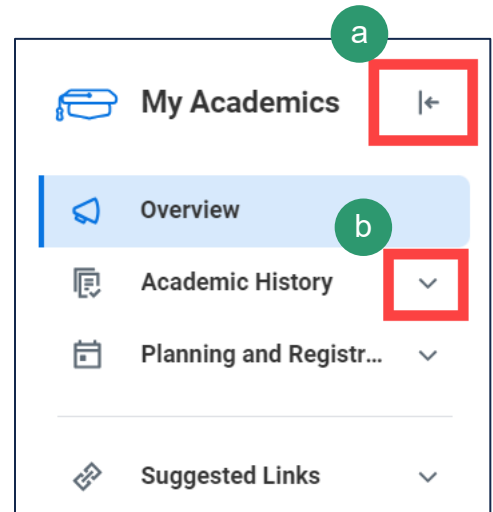 a
My Academics
Overview
b
Academic History
Planning and Registr...
Suggested Links